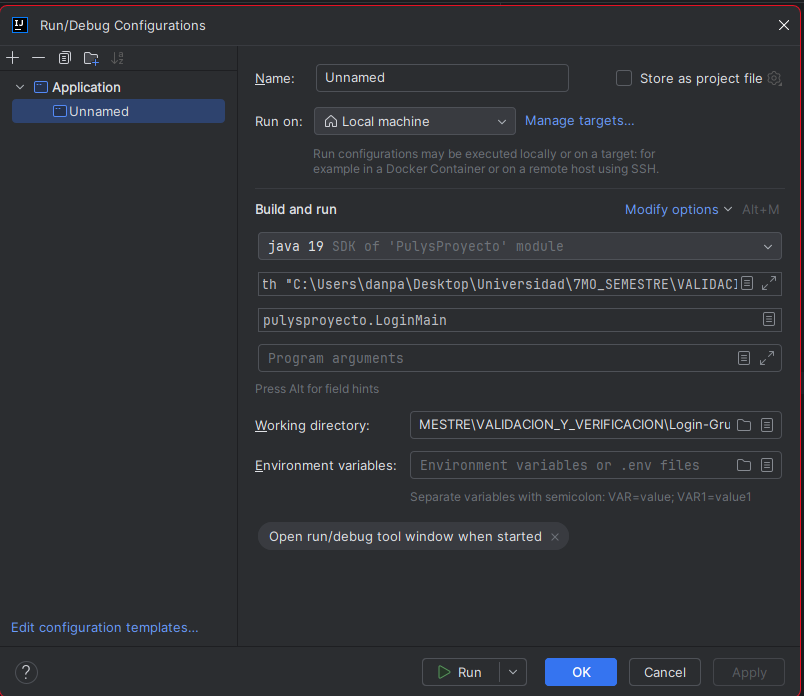 IJ Run/Debug Configurations
Application
Unnamed
Name: Unnamed Store as project file
Run on: Local machine Manage targets...
Run configurations may be executed locally or on a target: for
example in a Docker Container or on a remote host using SSH.
Build and run Modify options Alt+M
java 19 SDK of 'PulysProyecto' module
th "C:\Users\danpa\Desktop\Universidad\7MO_SEMESTRE\VALIDACI
pulysproyecto.LoginMain
Program arguments
Press Alt for field hints
Working directory: MESTRE\VALIDACION_Y_VERIFICACION\Login-Gru
Environment variables: Environment variables or .env files
Separate variables with semicolon: VAR=value; VAR1=value1
Open run/debug tool window when started
Edit configuration templates...
? Run OK Cancel Apply